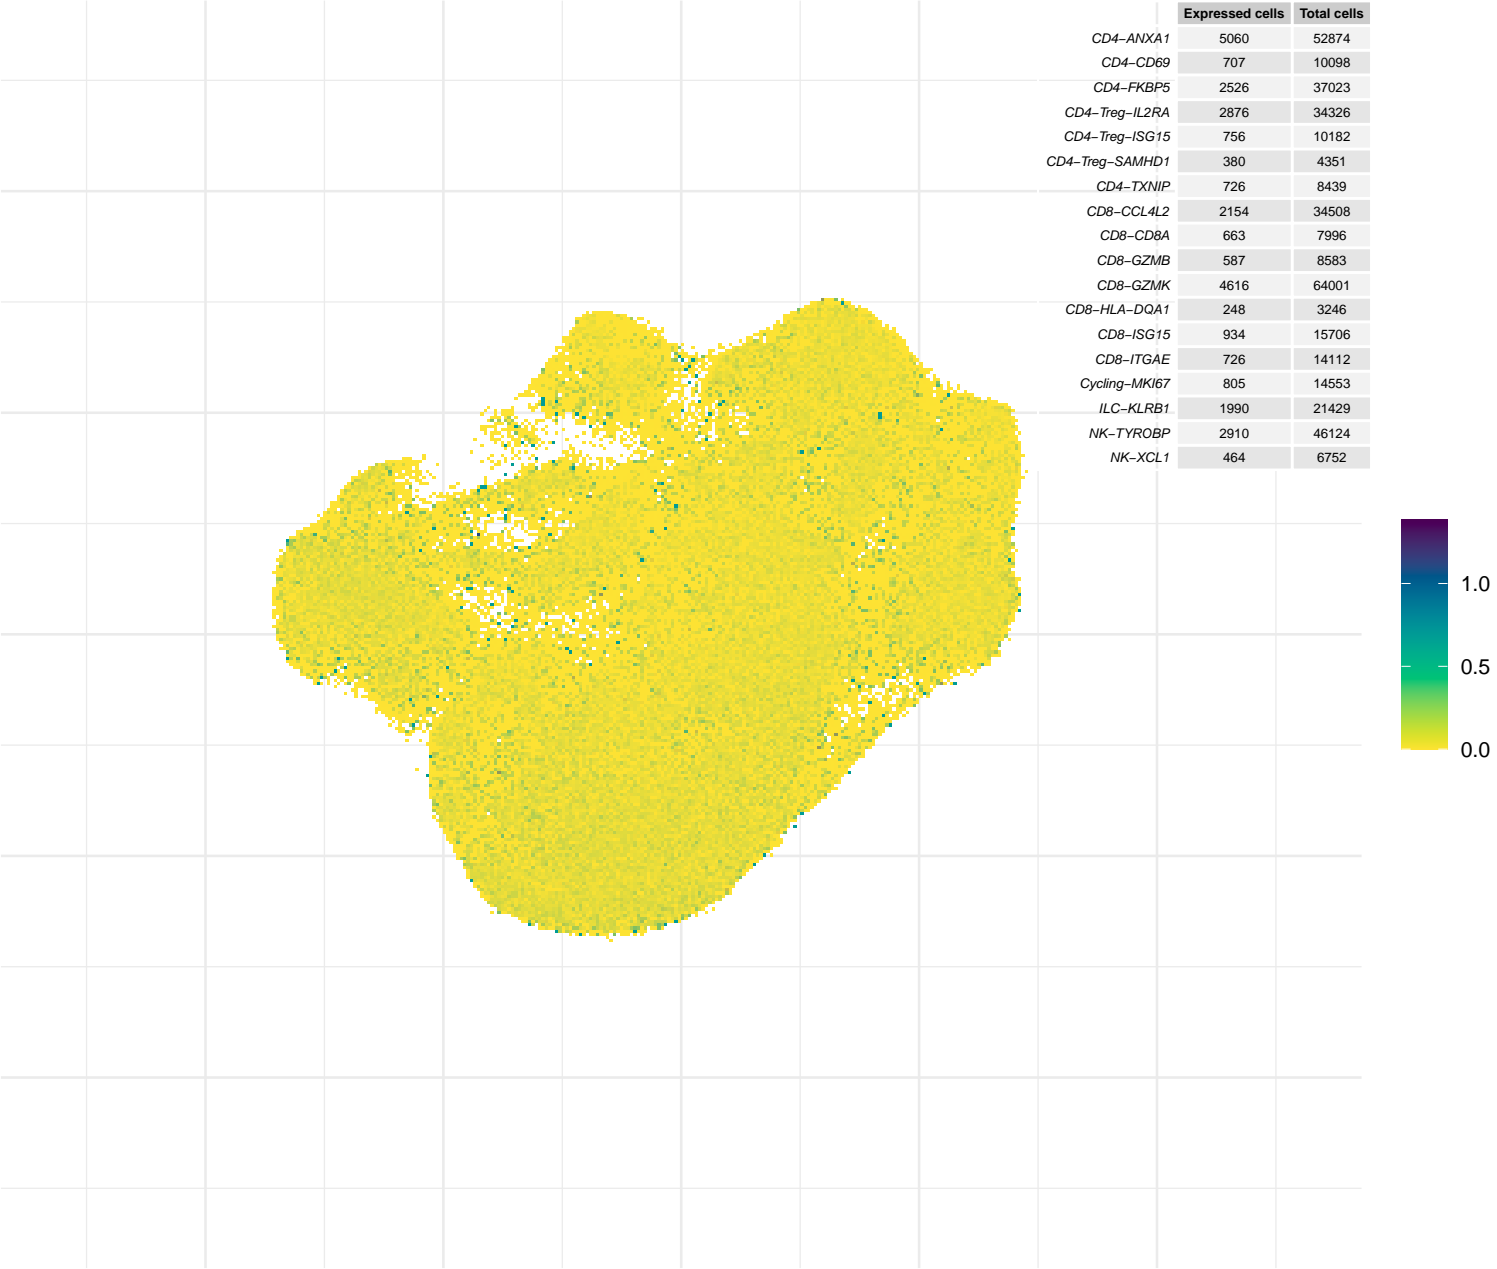 Expressed cells Total cells
CD4−ANXA1 5060 52874
CD4−CD69 707 10098
CD4−FKBP5 2526 37023
CD4−Treg−IL2RA 2876 34326
CD4−Treg−ISG15 756 10182
CD4−Treg−SAMHD1 380 4351
CD4−TXNIP 726 8439
CD8−CCL4L2 2154 34508
CD8−CD8A 663 7996
CD8−GZMB 587 8583
CD8−GZMK 4616 64001
CD8−HLA−DQA1 248 3246
CD8−ISG15 934 15706
CD8−ITGAE 726 14112
Cycling−MKI67 805 14553
ILC−KLRB1 1990 21429
NK−TYROBP 2910 46124
NK−XCL1 464 6752
1.0
0.5
0.0